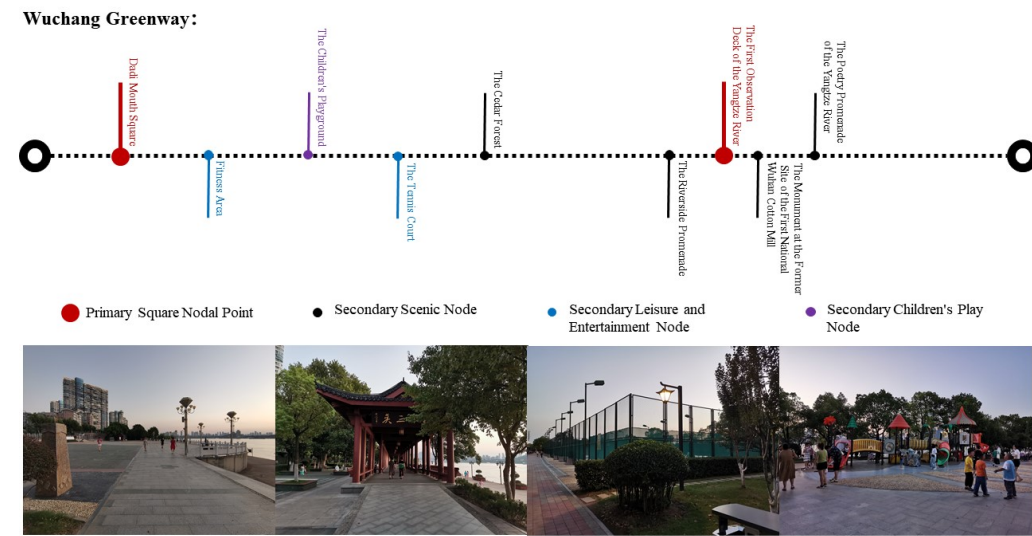 Wuchang Greenway：
Dadi Mouth Square
Fitness Area
The Children's Playground
The Tennis Court
The Cedar Forest
The Riverside Promenade
The First Observation
Deck of the Yangtze River
The Monument at the Former
Site of the First National
Wuhan Cotton Mill
The Poetry Promenade
of the Yangtze River
Primary Square Nodal Point
Secondary Scenic Node
Secondary Leisure and
Entertainment Node
Secondary Children's Play
Node